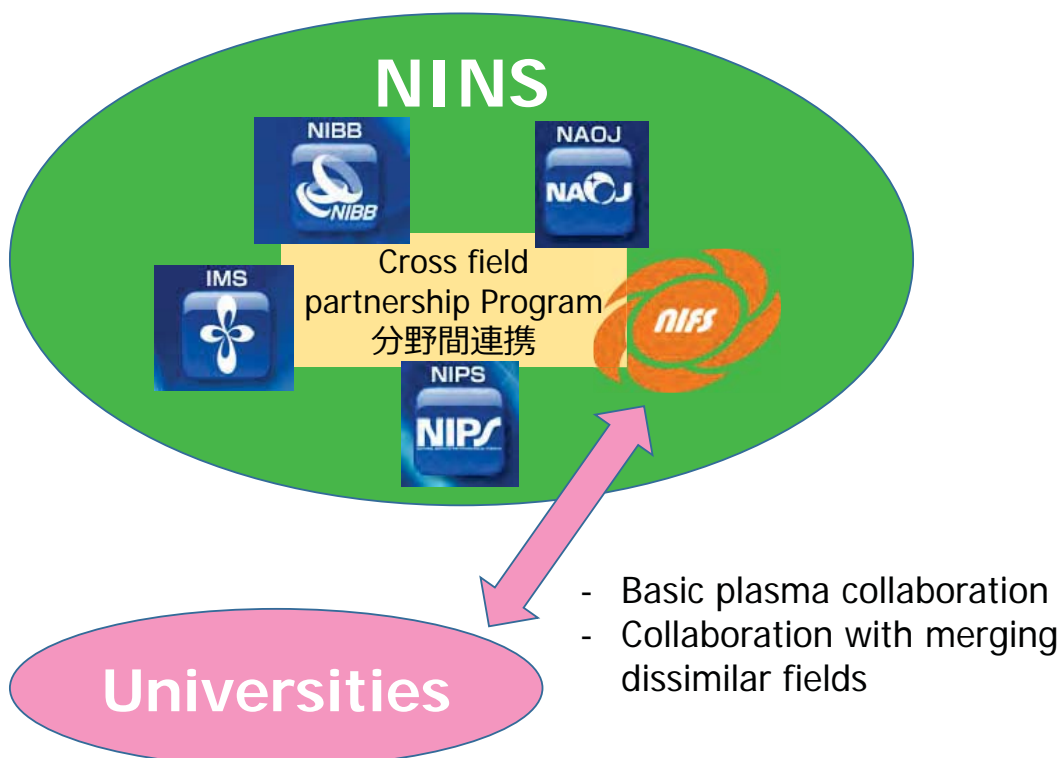 NINS
NIBB
NIBB
NAOJ
NAOJ
IMS
Cross field
partnership Program
分野間連携
NIFS
NIPS
NIPS
- Basic plasma collaboration
- Collaboration with merging
dissimilar fields
Universities